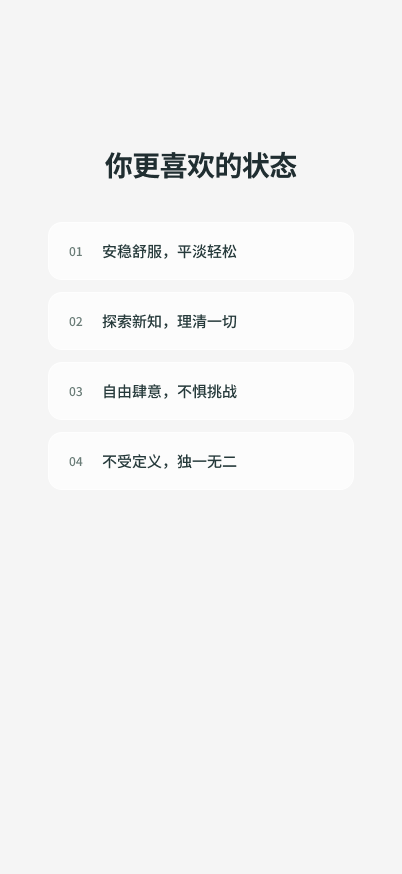 你更喜欢的状态
01 安稳舒服，平淡轻松
02 探索新知，理清一切
03 自由肆意，不惧挑战
04 不受定义，独一无二